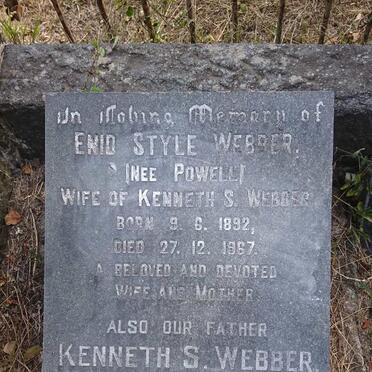 In Loving Memory of
ENID STYLE WEBBER.
(NEE POWELL)
WIFE OF KENNETH S. WEBBER.
BORN 9. 6. 1892,
DIED 27. 12. 1967.
A BELOVED AND DEVOTED
WIFE AND MOTHER.
ALSO OUR FATHER
KENNETH S. WEBBER